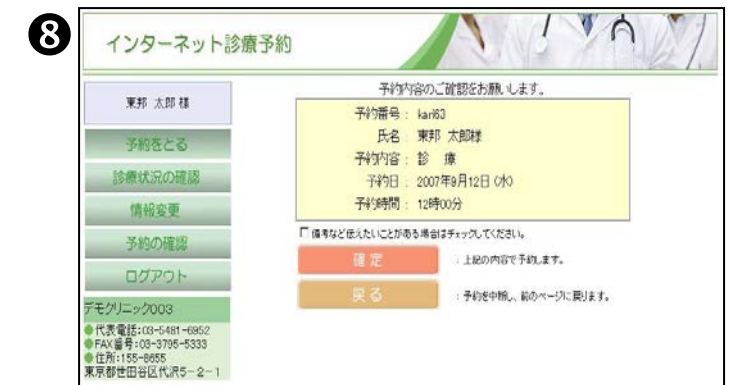 ❽
インターネット診療予約
東邦 太郎 様
予約をとる
診療状況の確認
情報変更
予約の確認
ログアウト
デモクリニック003
●代表電話:03-5481-6952
●FAX番号:03-3795-5333
●住所:155-8655
東京都世田谷区代沢5-2-1
予約内容のご確認をお願いします。
予約番号 : kari63
氏名 : 東邦 太郎様
予約内容 : 診 療
予約日 : 2007年9月12日(水)
予約時間 : 12時00分
備考など伝えたいことがある場合はチェックしてください。
確 定 : 上記の内容で予約します。
戻 る : 予約を中断し、前のページに戻ります。